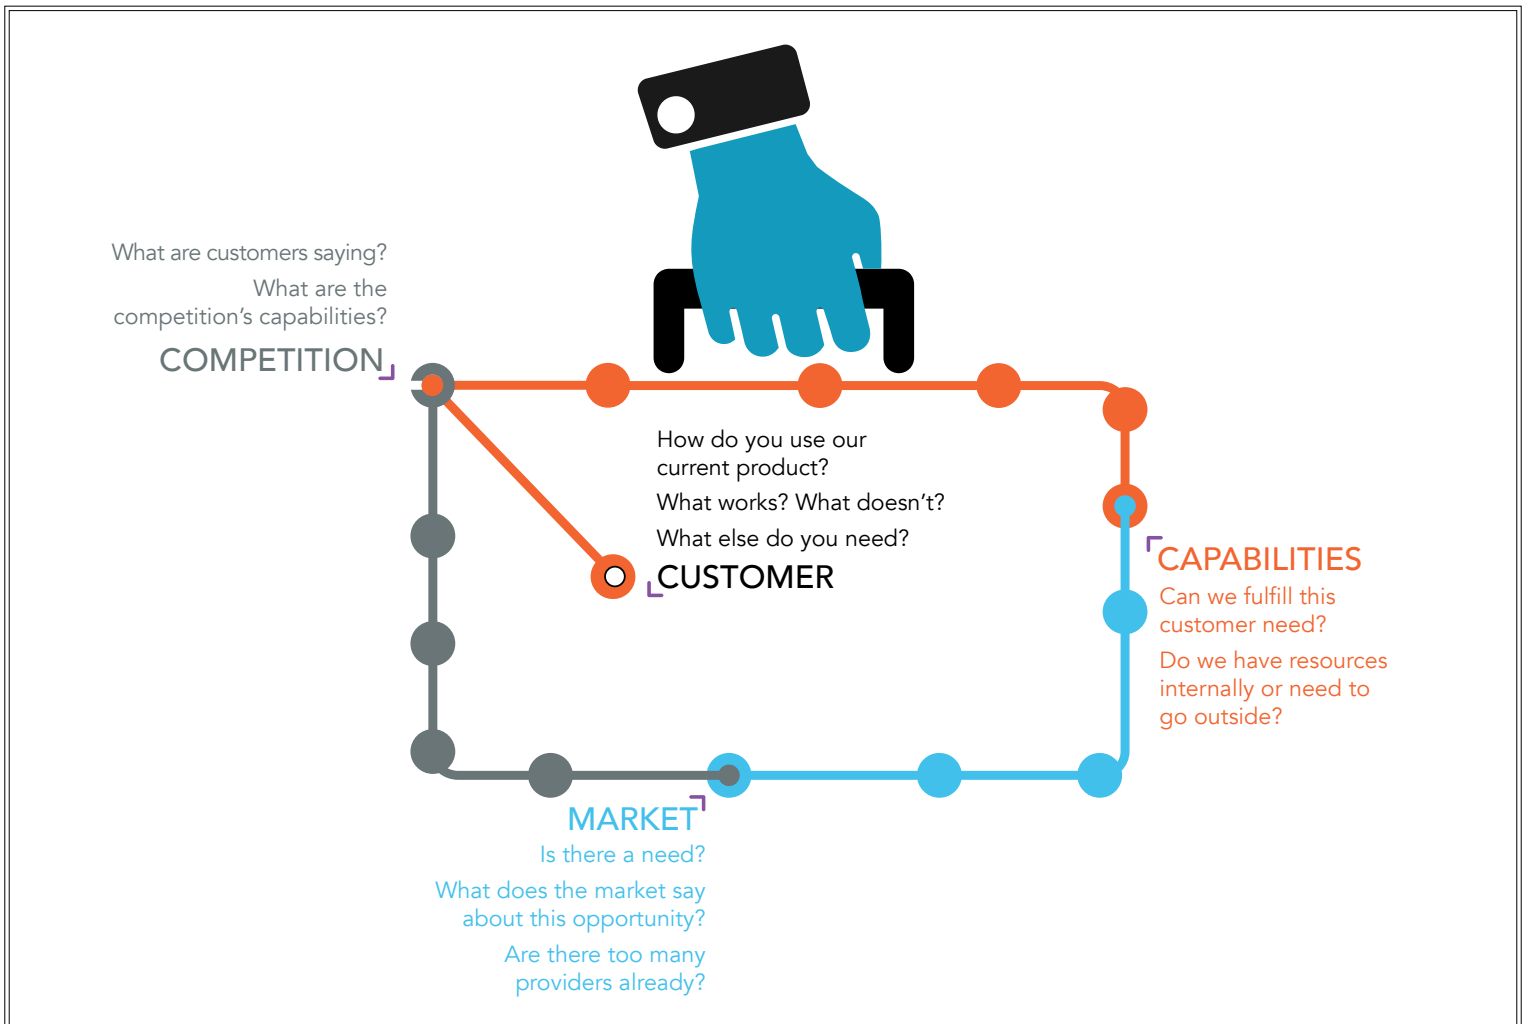 What are customers saying?
What are the
competition’s capabilities?
COMPETITION
How do you use our
current product?
What works? What doesn’t?
What else do you need?
CUSTOMER
CAPABILITIES
Can we fulfill this
customer need?
Do we have resources
internally or need to
go outside?
MARKET
Is there a need?
What does the market say
about this opportunity?
Are there too many
providers already?